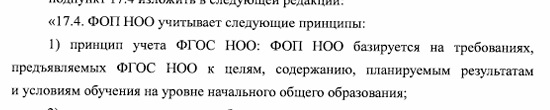 подпункт 17.4 изложить в следующей редакции:
«17.4. ФОП НОО учитывает следующие принципы:
1) принцип учета ФГОС НОО: ФОП НОО базируется на требованиях,
предъявляемых ФГОС НОО к целям, содержанию, планируемым результатам
и условиям обучения на уровне начального общего образования;